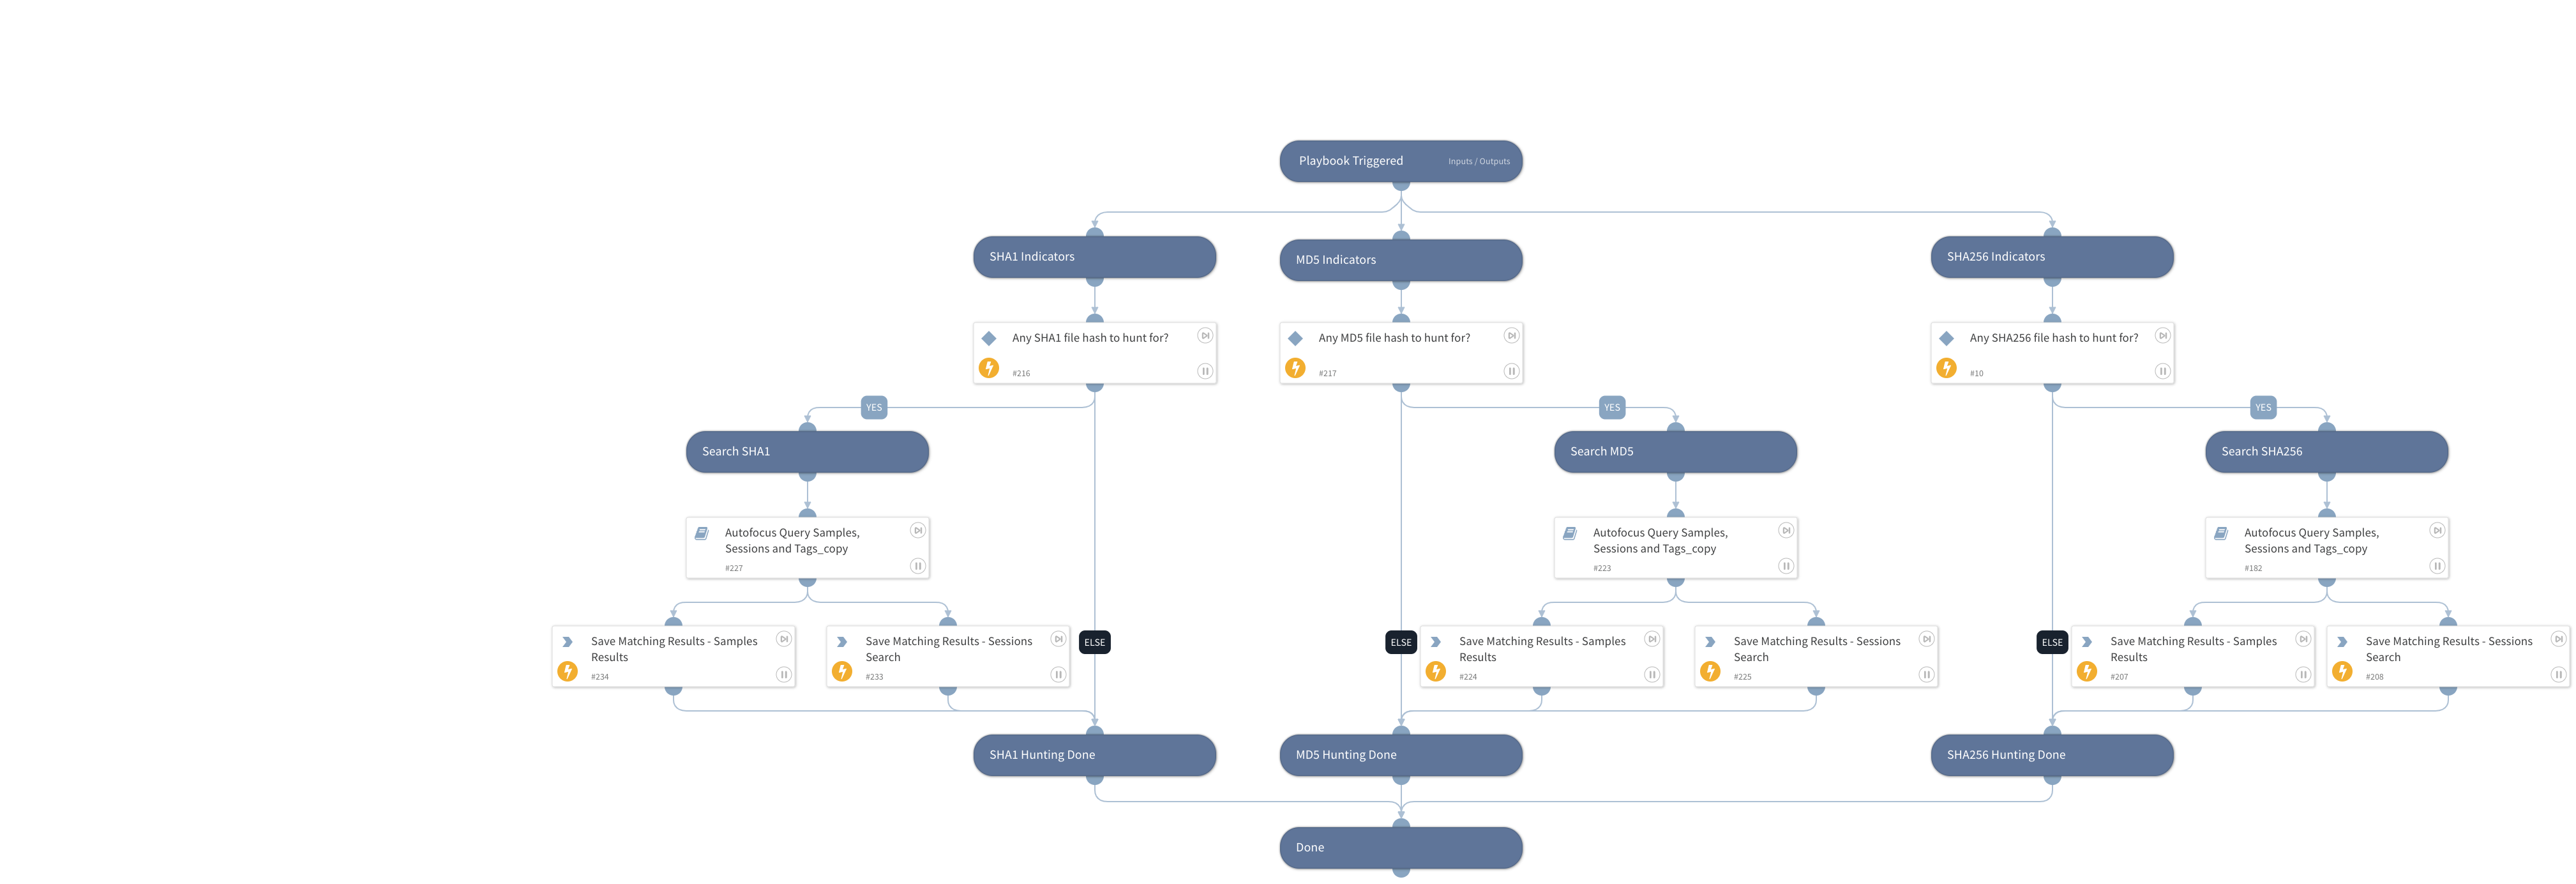 Playbook Triggered Inputs / Outputs
SHA1 Indicators
MD5 Indicators
SHA256 Indicators
Any SHA1 file hash to hunt for?
#216
Any MD5 file hash to hunt for?
#217
Any SHA256 file hash to hunt for?
#10
YES
YES
YES
Search SHA1
Search MD5
Search SHA256
Autofocus Query Samples,
Sessions and Tags_copy
#227
Autofocus Query Samples,
Sessions and Tags_copy
#223
Autofocus Query Samples,
Sessions and Tags_copy
#182
Save Matching Results - Samples
Results
#234
Save Matching Results - Sessions
Search
#233
ELSE
ELSE
Save Matching Results - Samples
Results
#224
Save Matching Results - Sessions
Search
#225
ELSE
Save Matching Results - Samples
Results
#207
Save Matching Results - Sessions
Search
#208
SHA1 Hunting Done
MD5 Hunting Done
SHA256 Hunting Done
Done